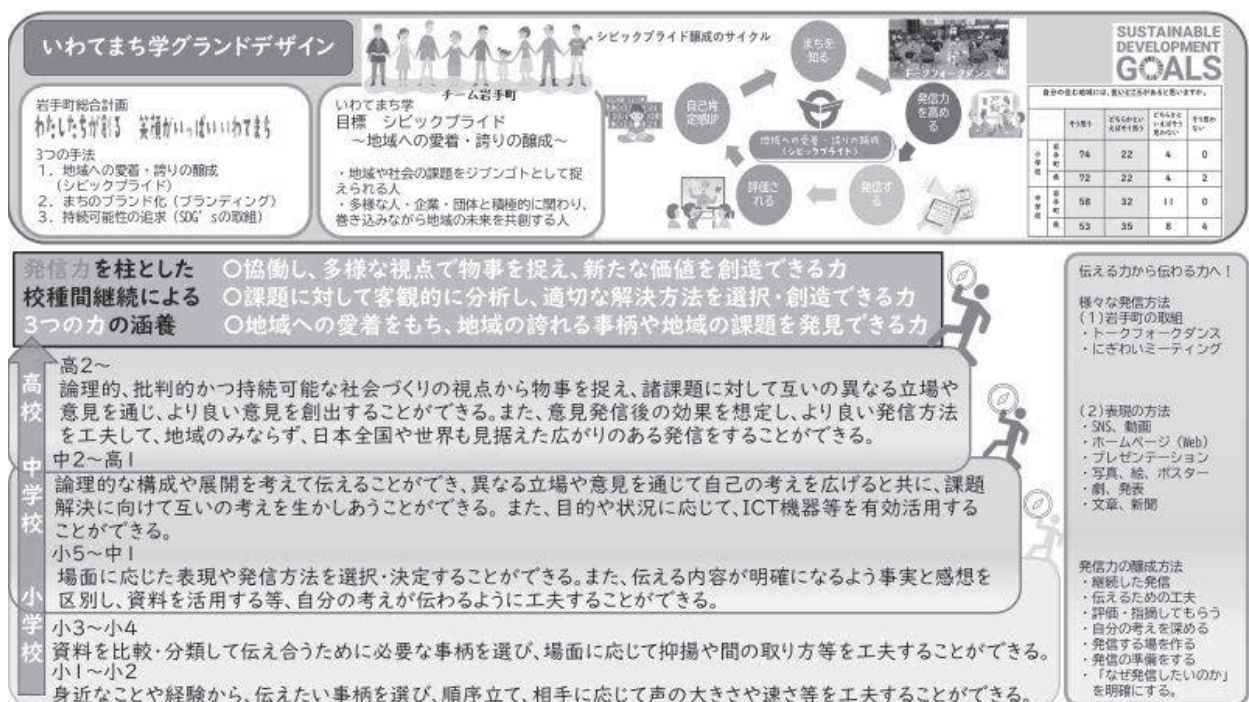 いわてまち学グランドデザイン
岩手町総合計画
わたしたちが創る 笑顔がいっぱいいわてまち
3つの手法
1. 地域への愛着・誇りの醸成
(シビックプライド)
2. まちのブランド化(ブランディング)
3. 持続可能性の追求(SDG'sの取組)
チーム岩手町
いわてまち学
目標 シビックプライド
～地域への愛着・誇りの醸成～
・地域や社会の課題をジブンゴトとして捉
えられる人
・多様な人・企業・団体と積極的に関わり、
巻き込みながら地域の未来を共創する人
シビックプライド醸成のサイクル
まちを
知る
トークフォークダンス
発信力
を高め
る
発信す
る
評価さ
れる
自己肯
定感UP
地域への愛着・誇りの醸成
(シビックプライド)
SUSTAINABLE
DEVELOPMENT
GOALS
自分の住む地域には、良いところがあると思いますか。
そう思う どちらかとい えばそう思う どちらかと いえばそう 思わない そう思わ ない
小学校 岩手町 74 22 4 0
県 72 22 4 2
中学校 岩手町 58 32 11 0
県 53 35 8 4
発信力を柱とした
校種間継続による
3つの力の涵養
○協働し、多様な視点で物事を捉え、新たな価値を創造できる力
○課題に対して客観的に分析し、適切な解決方法を選択・創造できる力
○地域への愛着をもち、地域の誇れる事柄や地域の課題を発見できる力
高校 中学校 小学校
高2～
論理的、批判的かつ持続可能な社会づくりの視点から物事を捉え、諸課題に対して互いの異なる立場や
意見を通じ、より良い意見を創出することができる。また、意見発信後の効果を想定し、より良い発信方法
を工夫して、地域のみならず、日本全国や世界も見据えた広がりのある発信をすることができる。
中2～高1
論理的な構成や展開を考えて伝えることができ、異なる立場や意見を通じて自己の考えを広げると共に、課題
解決に向けて互いの考えを生かしあうことができる。また、目的や状況に応じて、ICT機器等を有効活用する
ことができる。
小5～中1
場面に応じた表現や発信方法を選択・決定することができる。また、伝える内容が明確になるよう事実と感想を
区別し、資料を活用する等、自分の考えが伝わるように工夫することができる。
小3～小4
資料を比較・分類して伝え合うために必要な事柄を選び、場面に応じて抑揚や間の取り方等を工夫することができる。
小1～小2
身近なことや経験から、伝えたい事柄を選び、順序立て、相手に応じて声の大きさや速さ等を工夫することができる。
伝える力から伝わる力へ!
様々な発信方法
(1)岩手町の取組
・トークフォークダンス
・にぎわいミーティング
(2)表現の方法
・SNS、動画
・ホームページ(Web)
・プレゼンテーション
・写真、絵、ポスター
・劇、発表
・文章、新聞
発信力の醸成方法
・継続した発信
・伝えるための工夫
・評価・指摘してもらう
・自分の考えを深める
・発信する場を作る
・発信の準備をする
・「なぜ発信したいのか」
を明確にする。